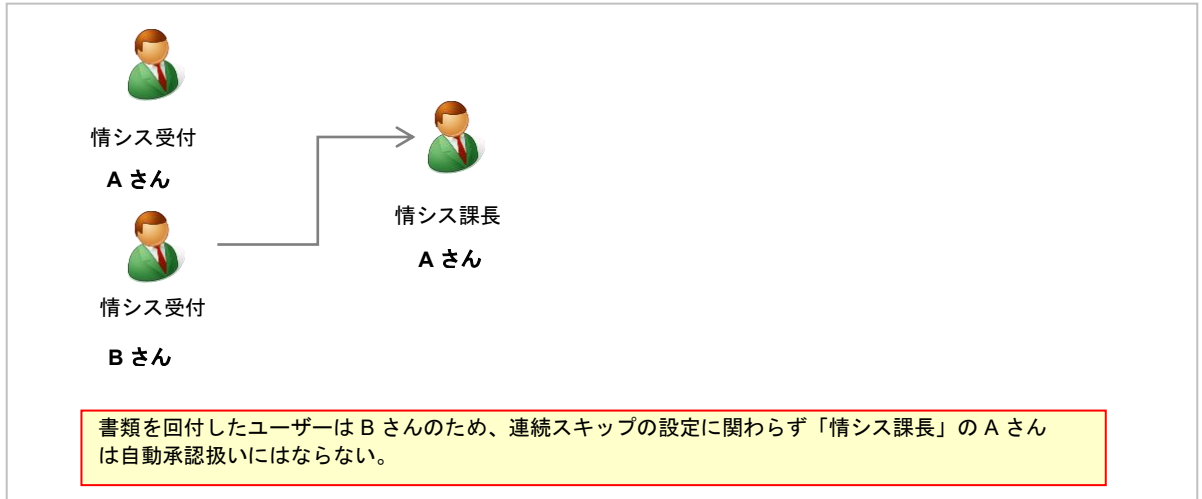 情シス受付
A さん
情シス課長
A さん
情シス受付
B さん
書類を回付したユーザーは B さんのため、連続スキップの設定に関わらず「情シス課長」の A さん
は自動承認扱いにはならない。